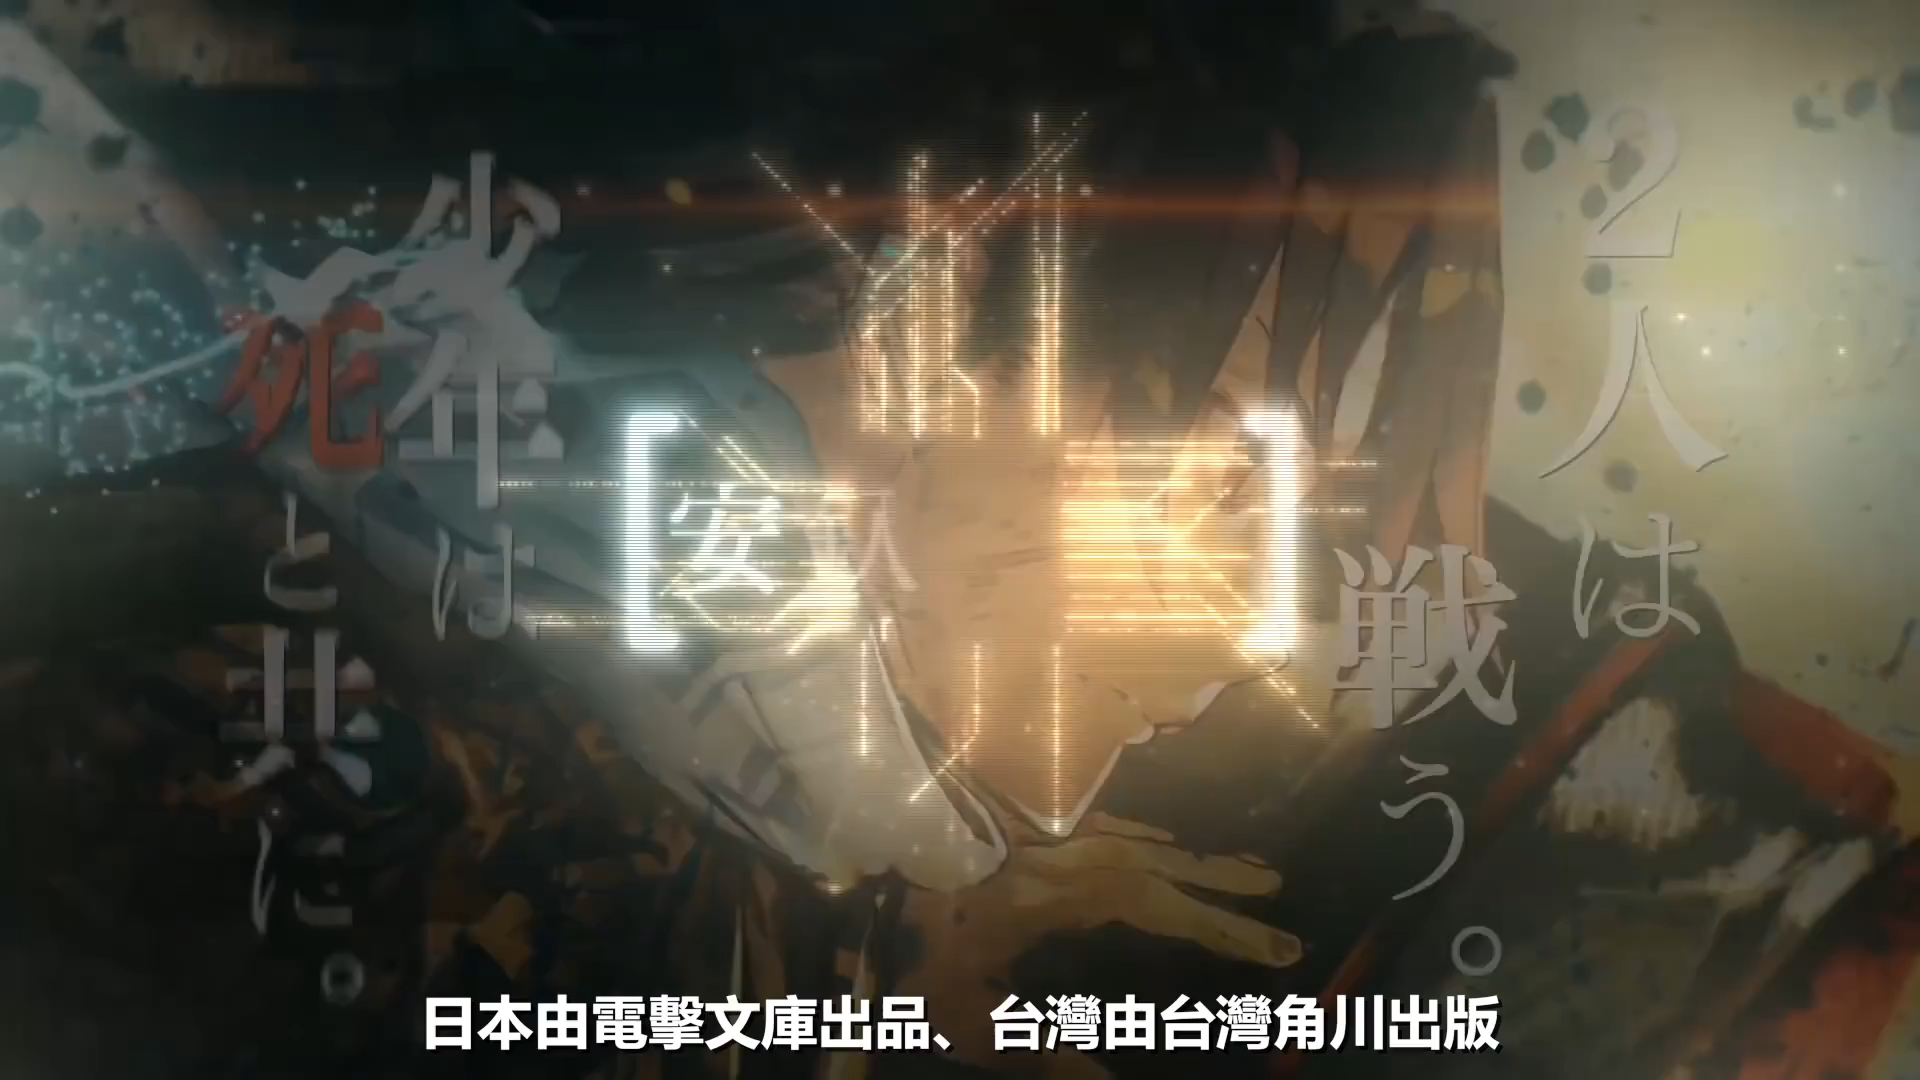 2人は
戦う。
安
少年は
死と共に。
日本由電擊文庫出品、台灣由台灣角川出版